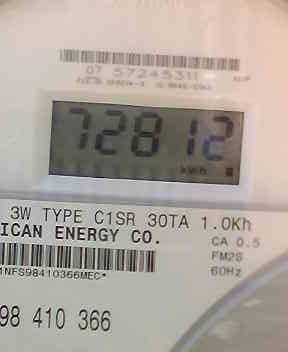 07 57245311
72812
kWh
3W TYPE C1SR 30TA 1.0Kh
ICAN ENERGY CO.
CA 0.5
FM2S
60Hz
1NFS98410366MEC*
98 410 366